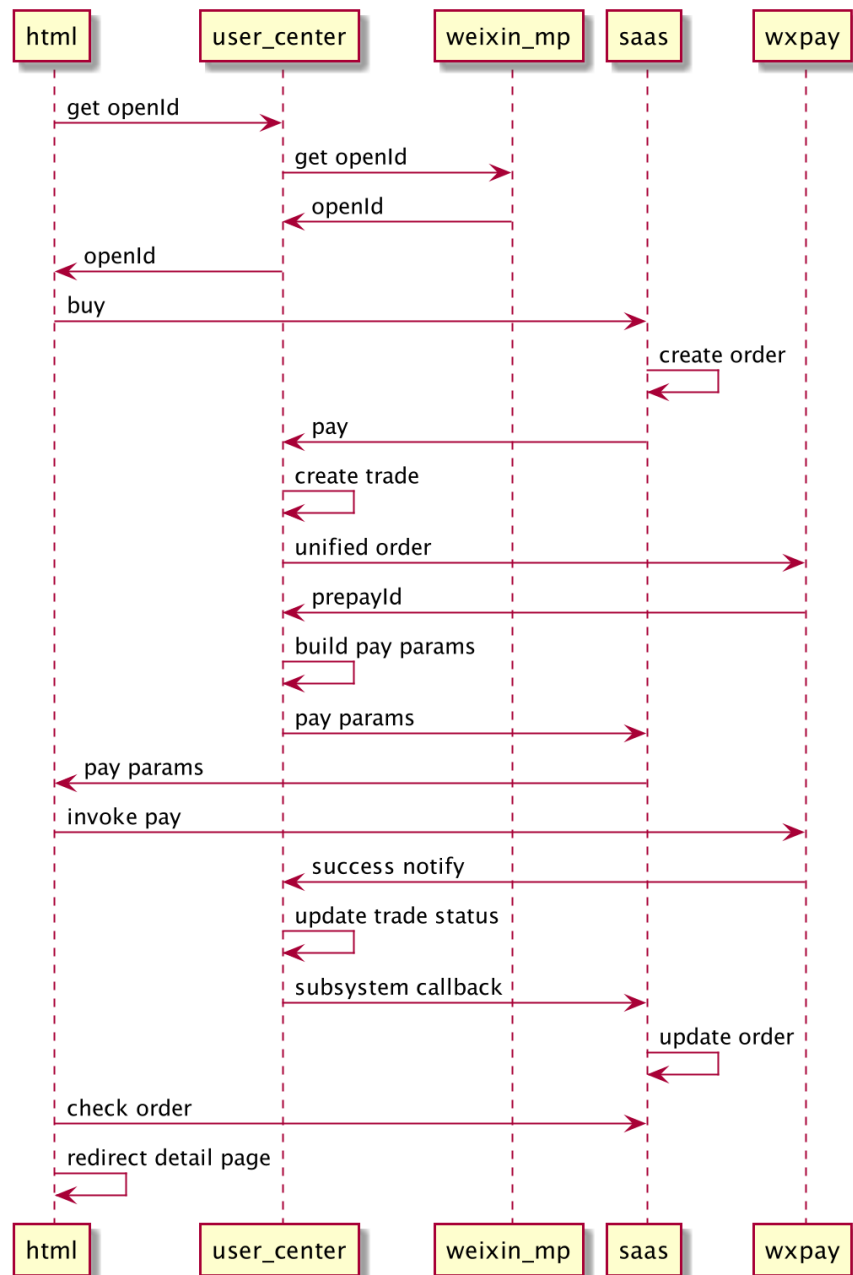 html user_center weixin_mp saas wxpay
get openId
get openId
openId
openId
buy
create order
pay
create trade
unified order
prepayId
build pay params
pay params
pay params
invoke pay
success notify
update trade status
subsystem callback
update order
check order
redirect detail page
html user_center weixin_mp saas wxpay